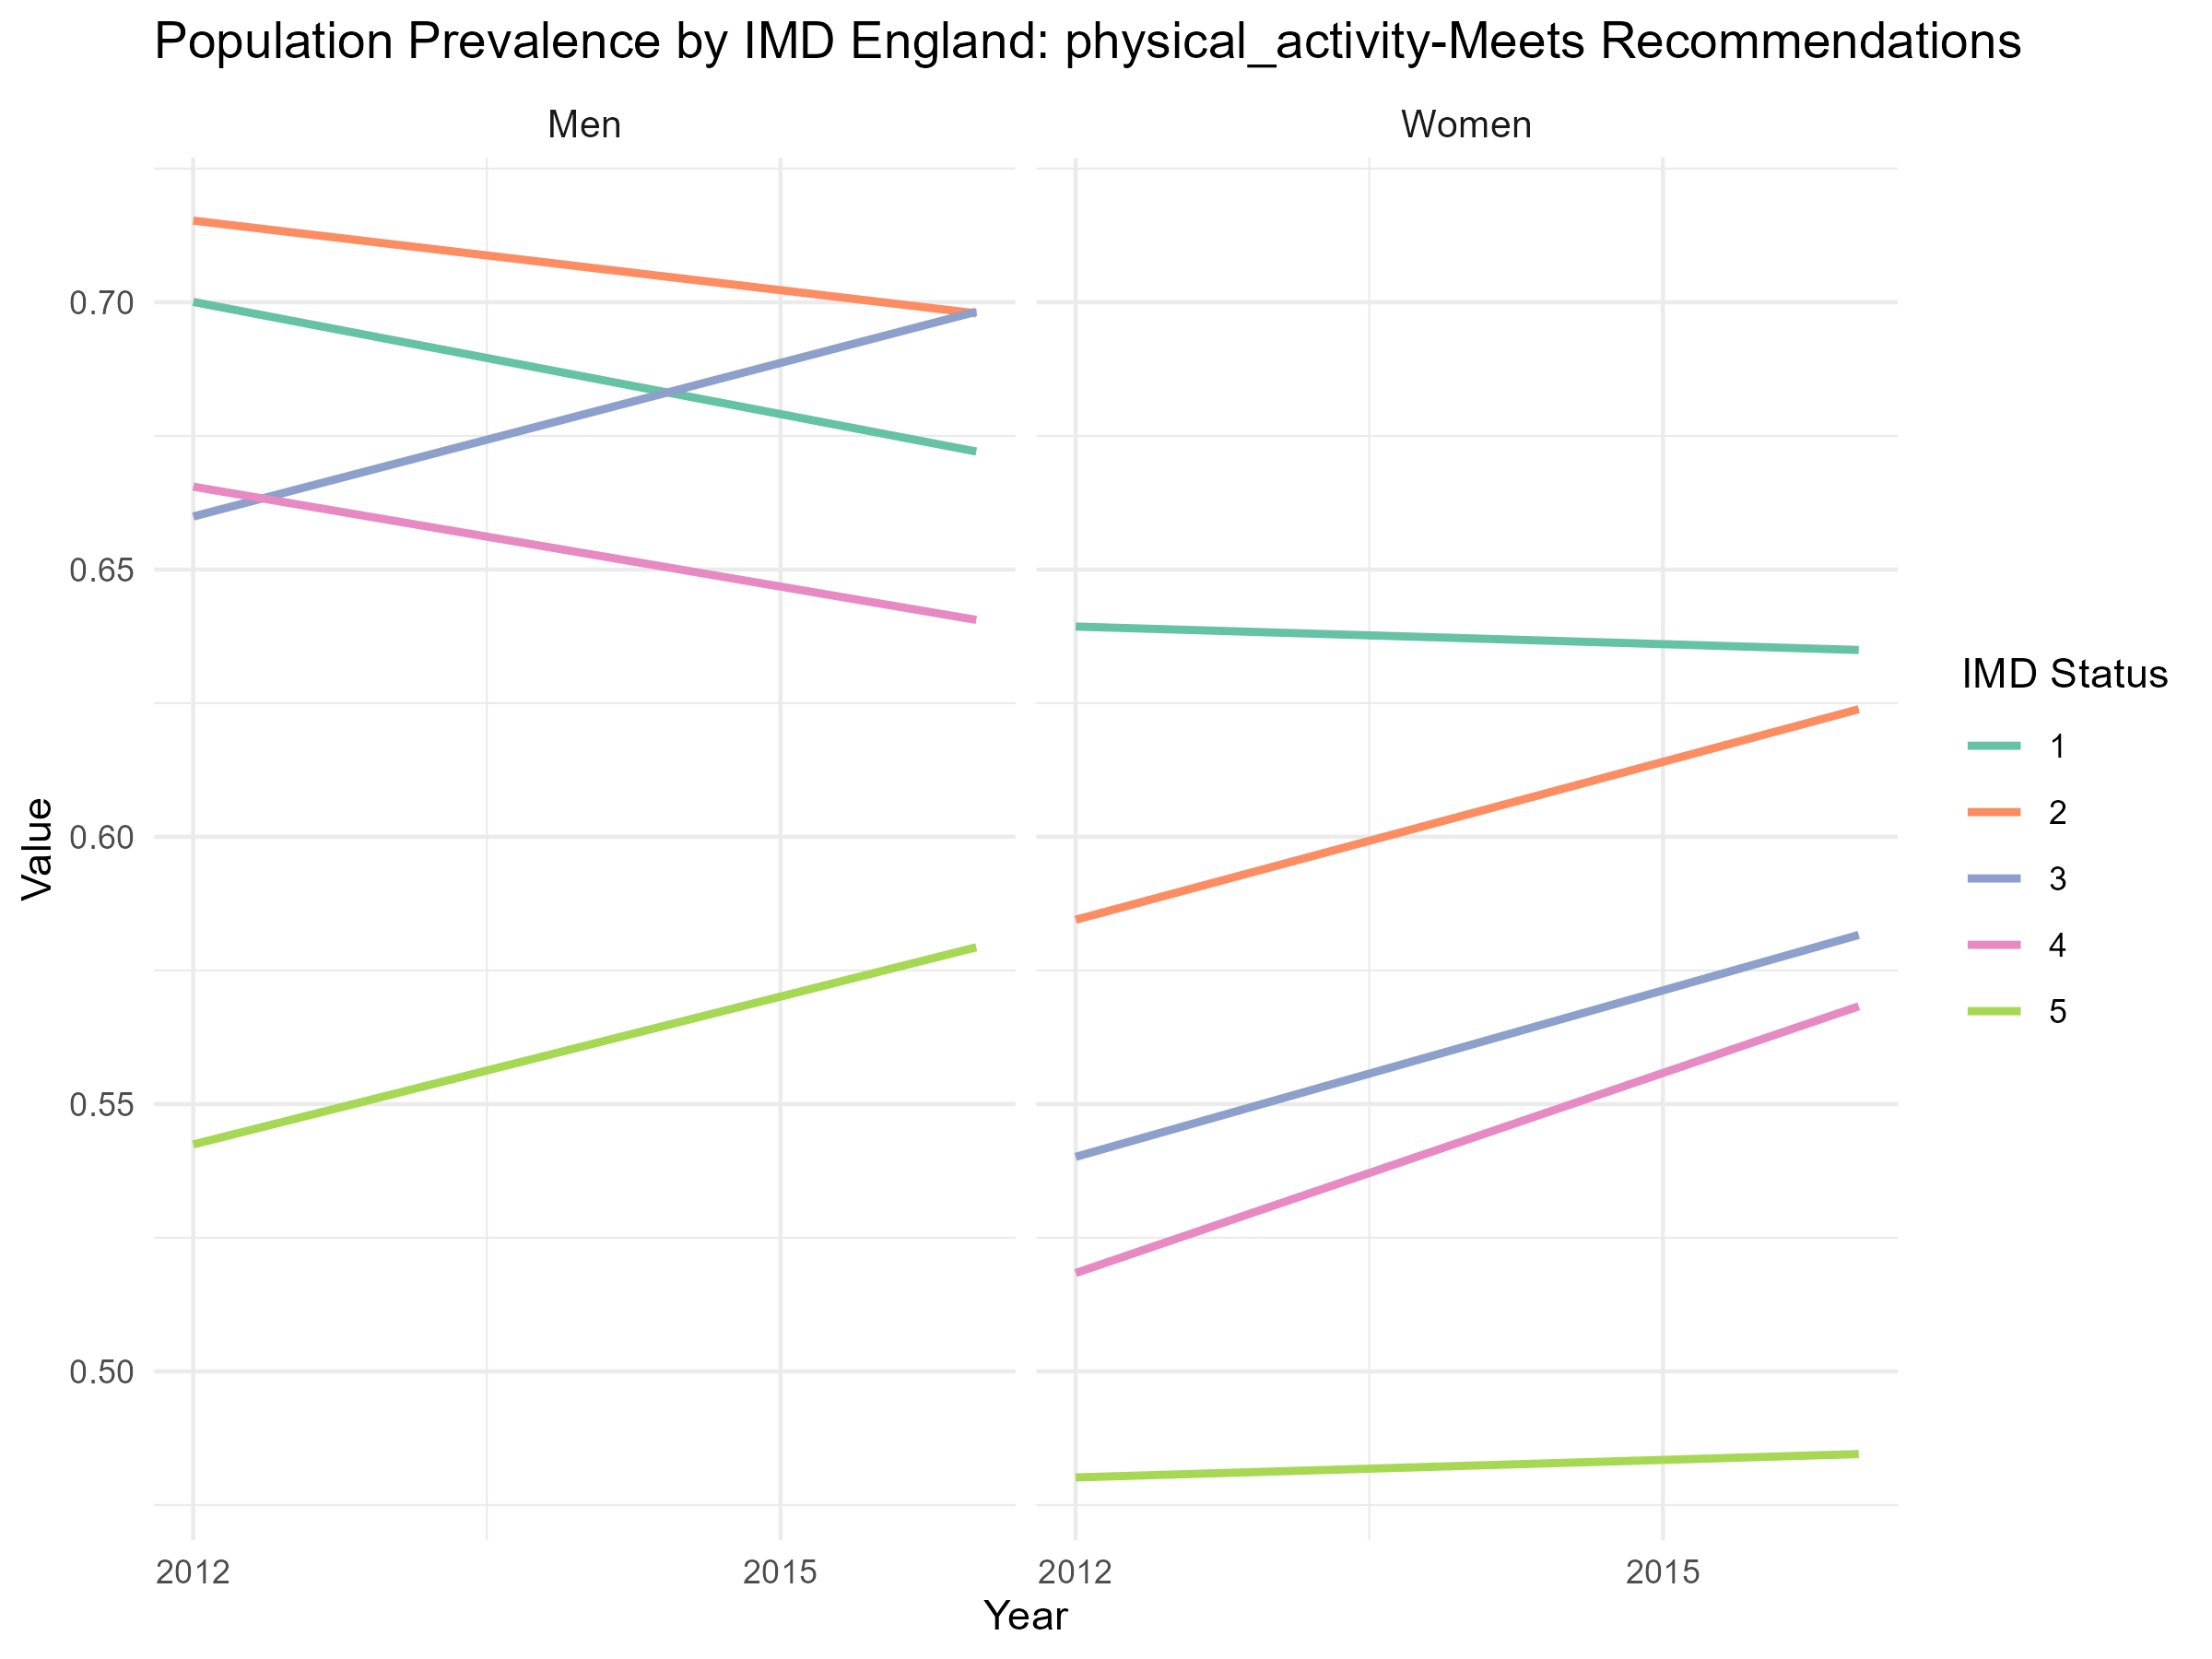 Population Prevalence by IMD England: physical_activity-Meets Recommendations
Men
Women
0.70
0.65
0.60
0.55
0.50
Value
2012
2015
2012
2015
Year
IMD Status
1
2
3
4
5